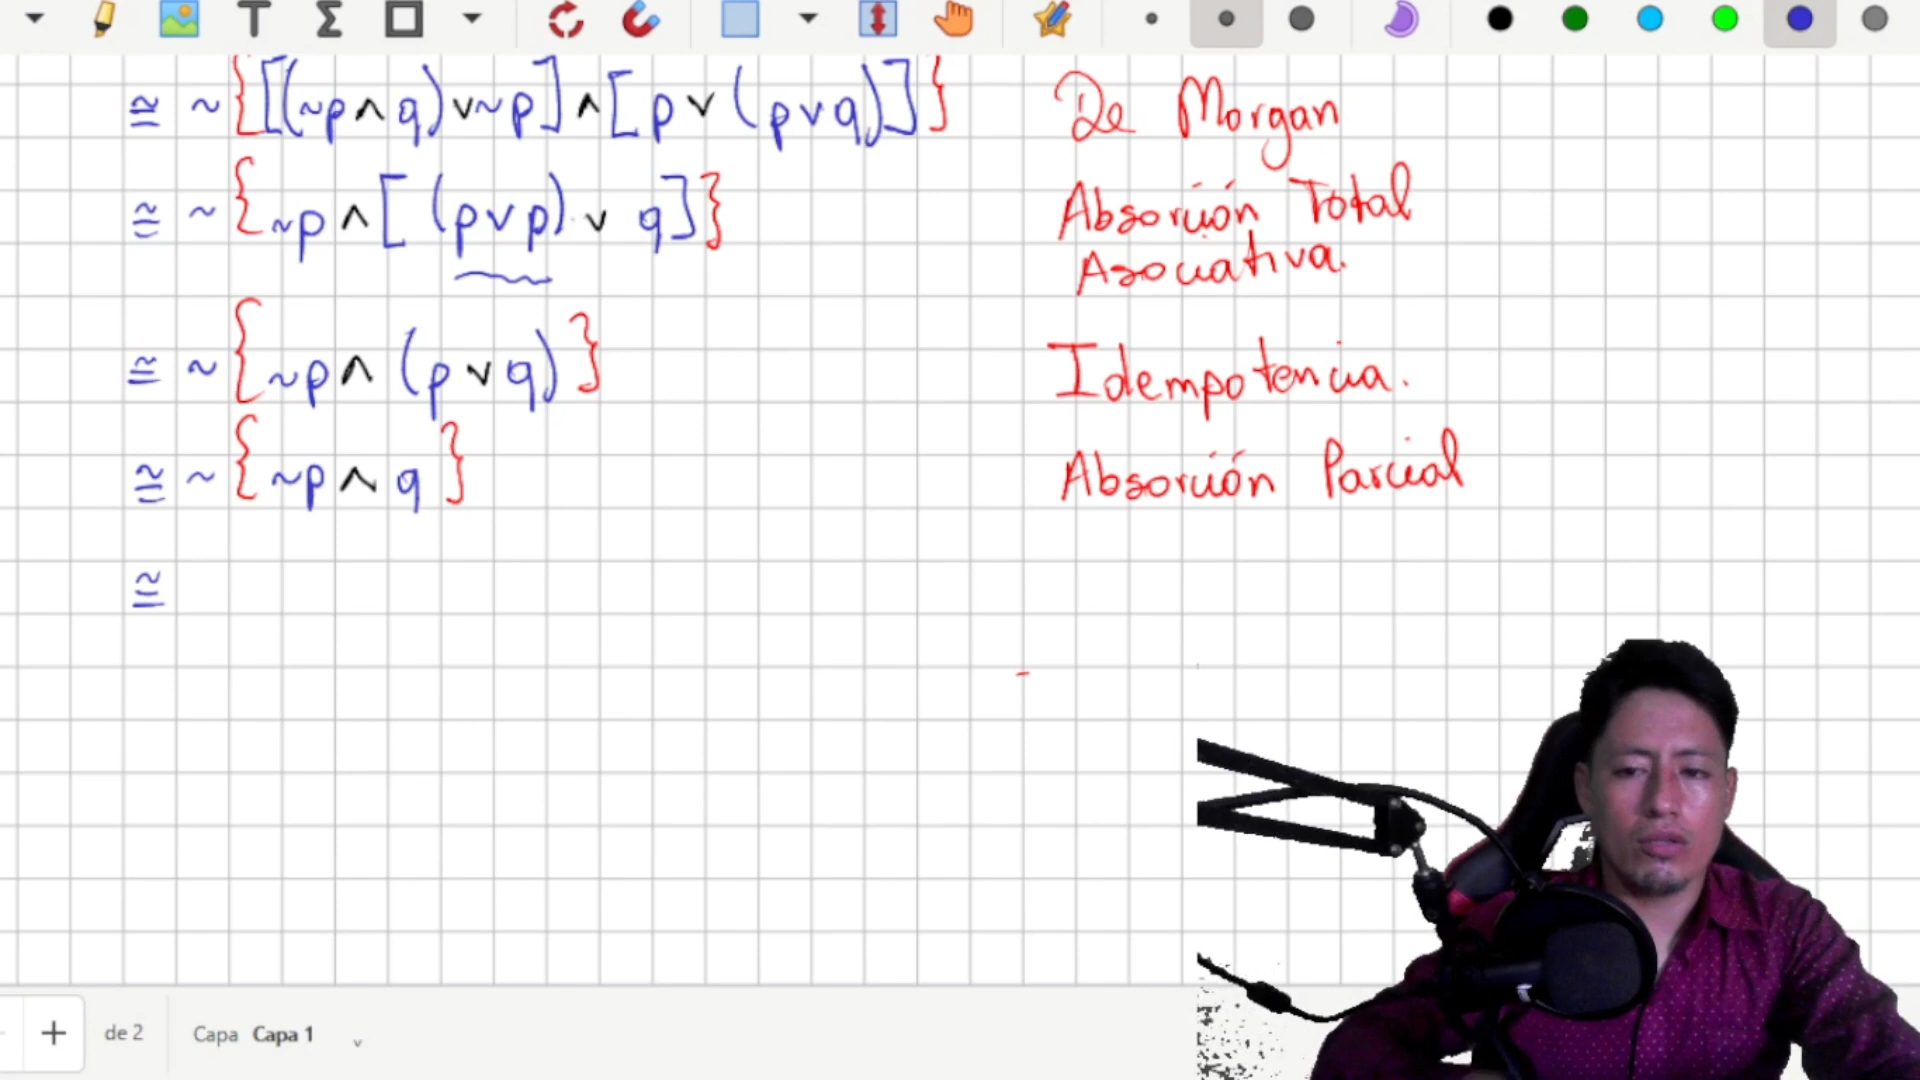 ≅ ~{[(~p∧q)∨~p]∧[p∨(p∨q)]} De Morgan
≅ ~{~p∧[(p∨p)∨q]} Absorción Total
Asociativa.
≅ ~{~p∧(p∨q)} Idempotencia.
≅ ~{~p∧q} Absorción Parcial
≅
de 2 Capa Capa 1